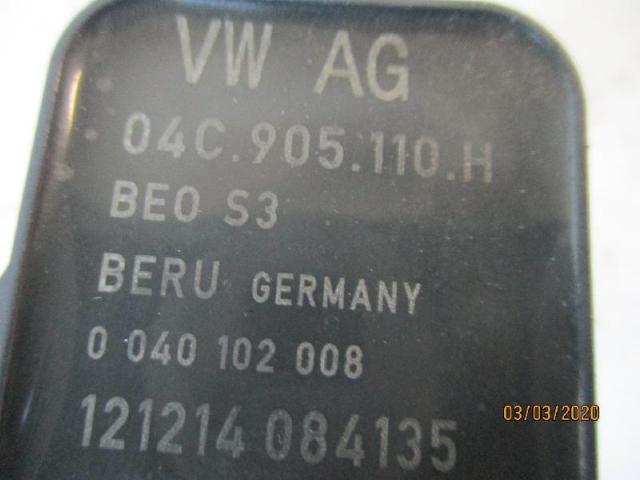 VW AG
04C.905.110.H
BEO S3
BERU GERMANY
0 040 102 008
121214 084135
03/03/2020